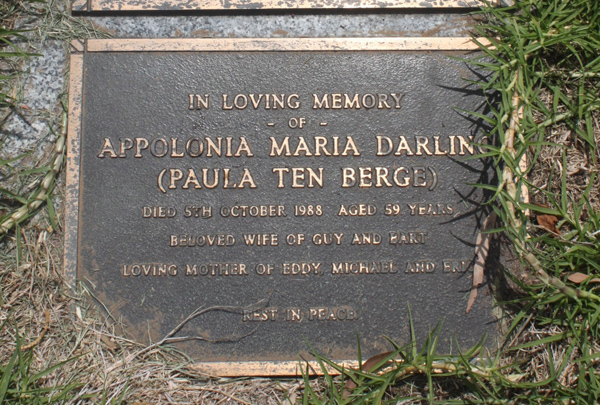 IN LOVING MEMORY
- OF -
APPOLONIA MARIA DARLING
(PAULA TEN BERGE)
DIED 5TH OCTOBER 1988 AGED 59 YEARS
BELOVED WIFE OF GUY AND BART
LOVING MOTHER OF EDDY, MICHAEL AND
REST IN PEACE